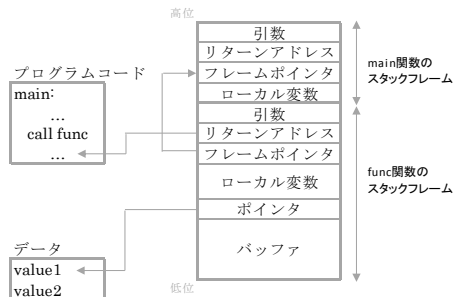 高位
引数
リターンアドレス
フレームポインタ
ローカル変数
引数
リターンアドレス
フレームポインタ
ローカル変数
ポインタ
バッファ
低位
main関数の
スタックフレーム
func関数の
スタックフレーム
プログラムコード
main:
…
call func
…
データ
value1
value2